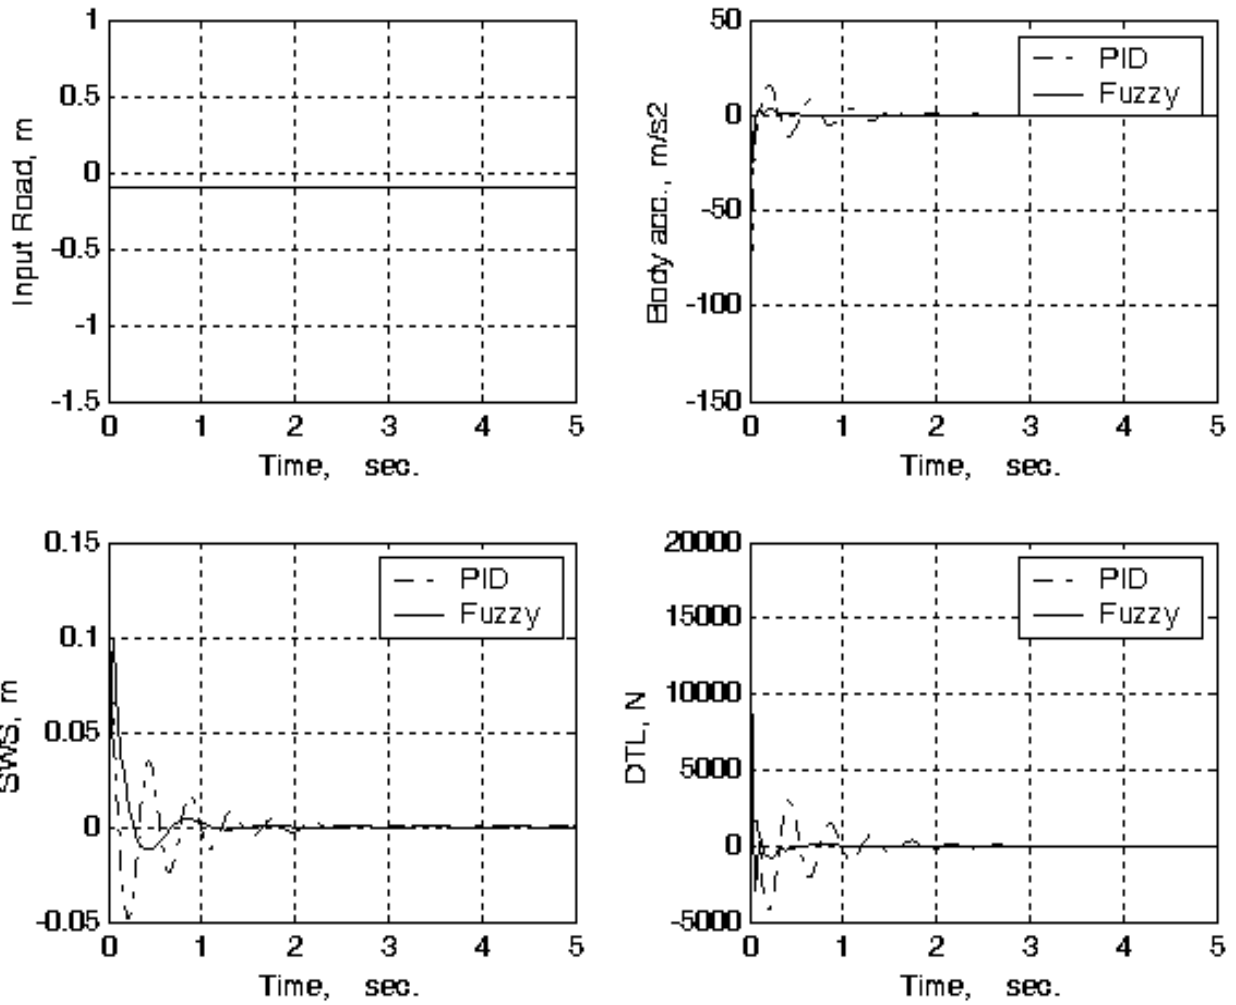 1
0.5
0
-0.5
-1
-1.5
Input Road, m
0 1 2 3 4 5
Time, sec.
50
0
-50
-100
-150
Body acc., m/s2
PID
Fuzzy
0 1 2 3 4 5
Time, sec.
0.15
0.1
0.05
0
-0.05
SWS, m
PID
Fuzzy
0 1 2 3 4 5
Time, sec.
20000
15000
10000
5000
0
-5000
DTL, N
PID
Fuzzy
0 1 2 3 4 5
Time, sec.